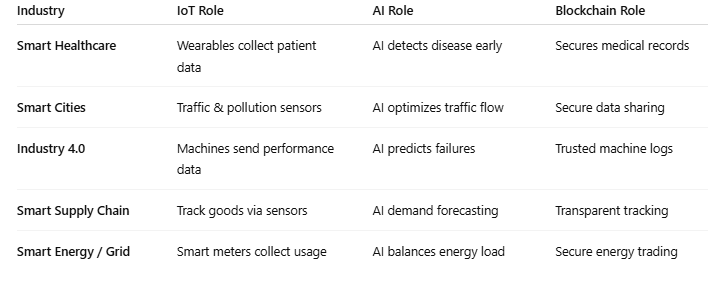 Industry IoT Role AI Role Blockchain Role
Smart Healthcare Wearables collect patient data AI detects disease early Secures medical records
Smart Cities Traffic & pollution sensors AI optimizes traffic flow Secure data sharing
Industry 4.0 Machines send performance data AI predicts failures Trusted machine logs
Smart Supply Chain Track goods via sensors AI demand forecasting Transparent tracking
Smart Energy / Grid Smart meters collect usage AI balances energy load Secure energy trading